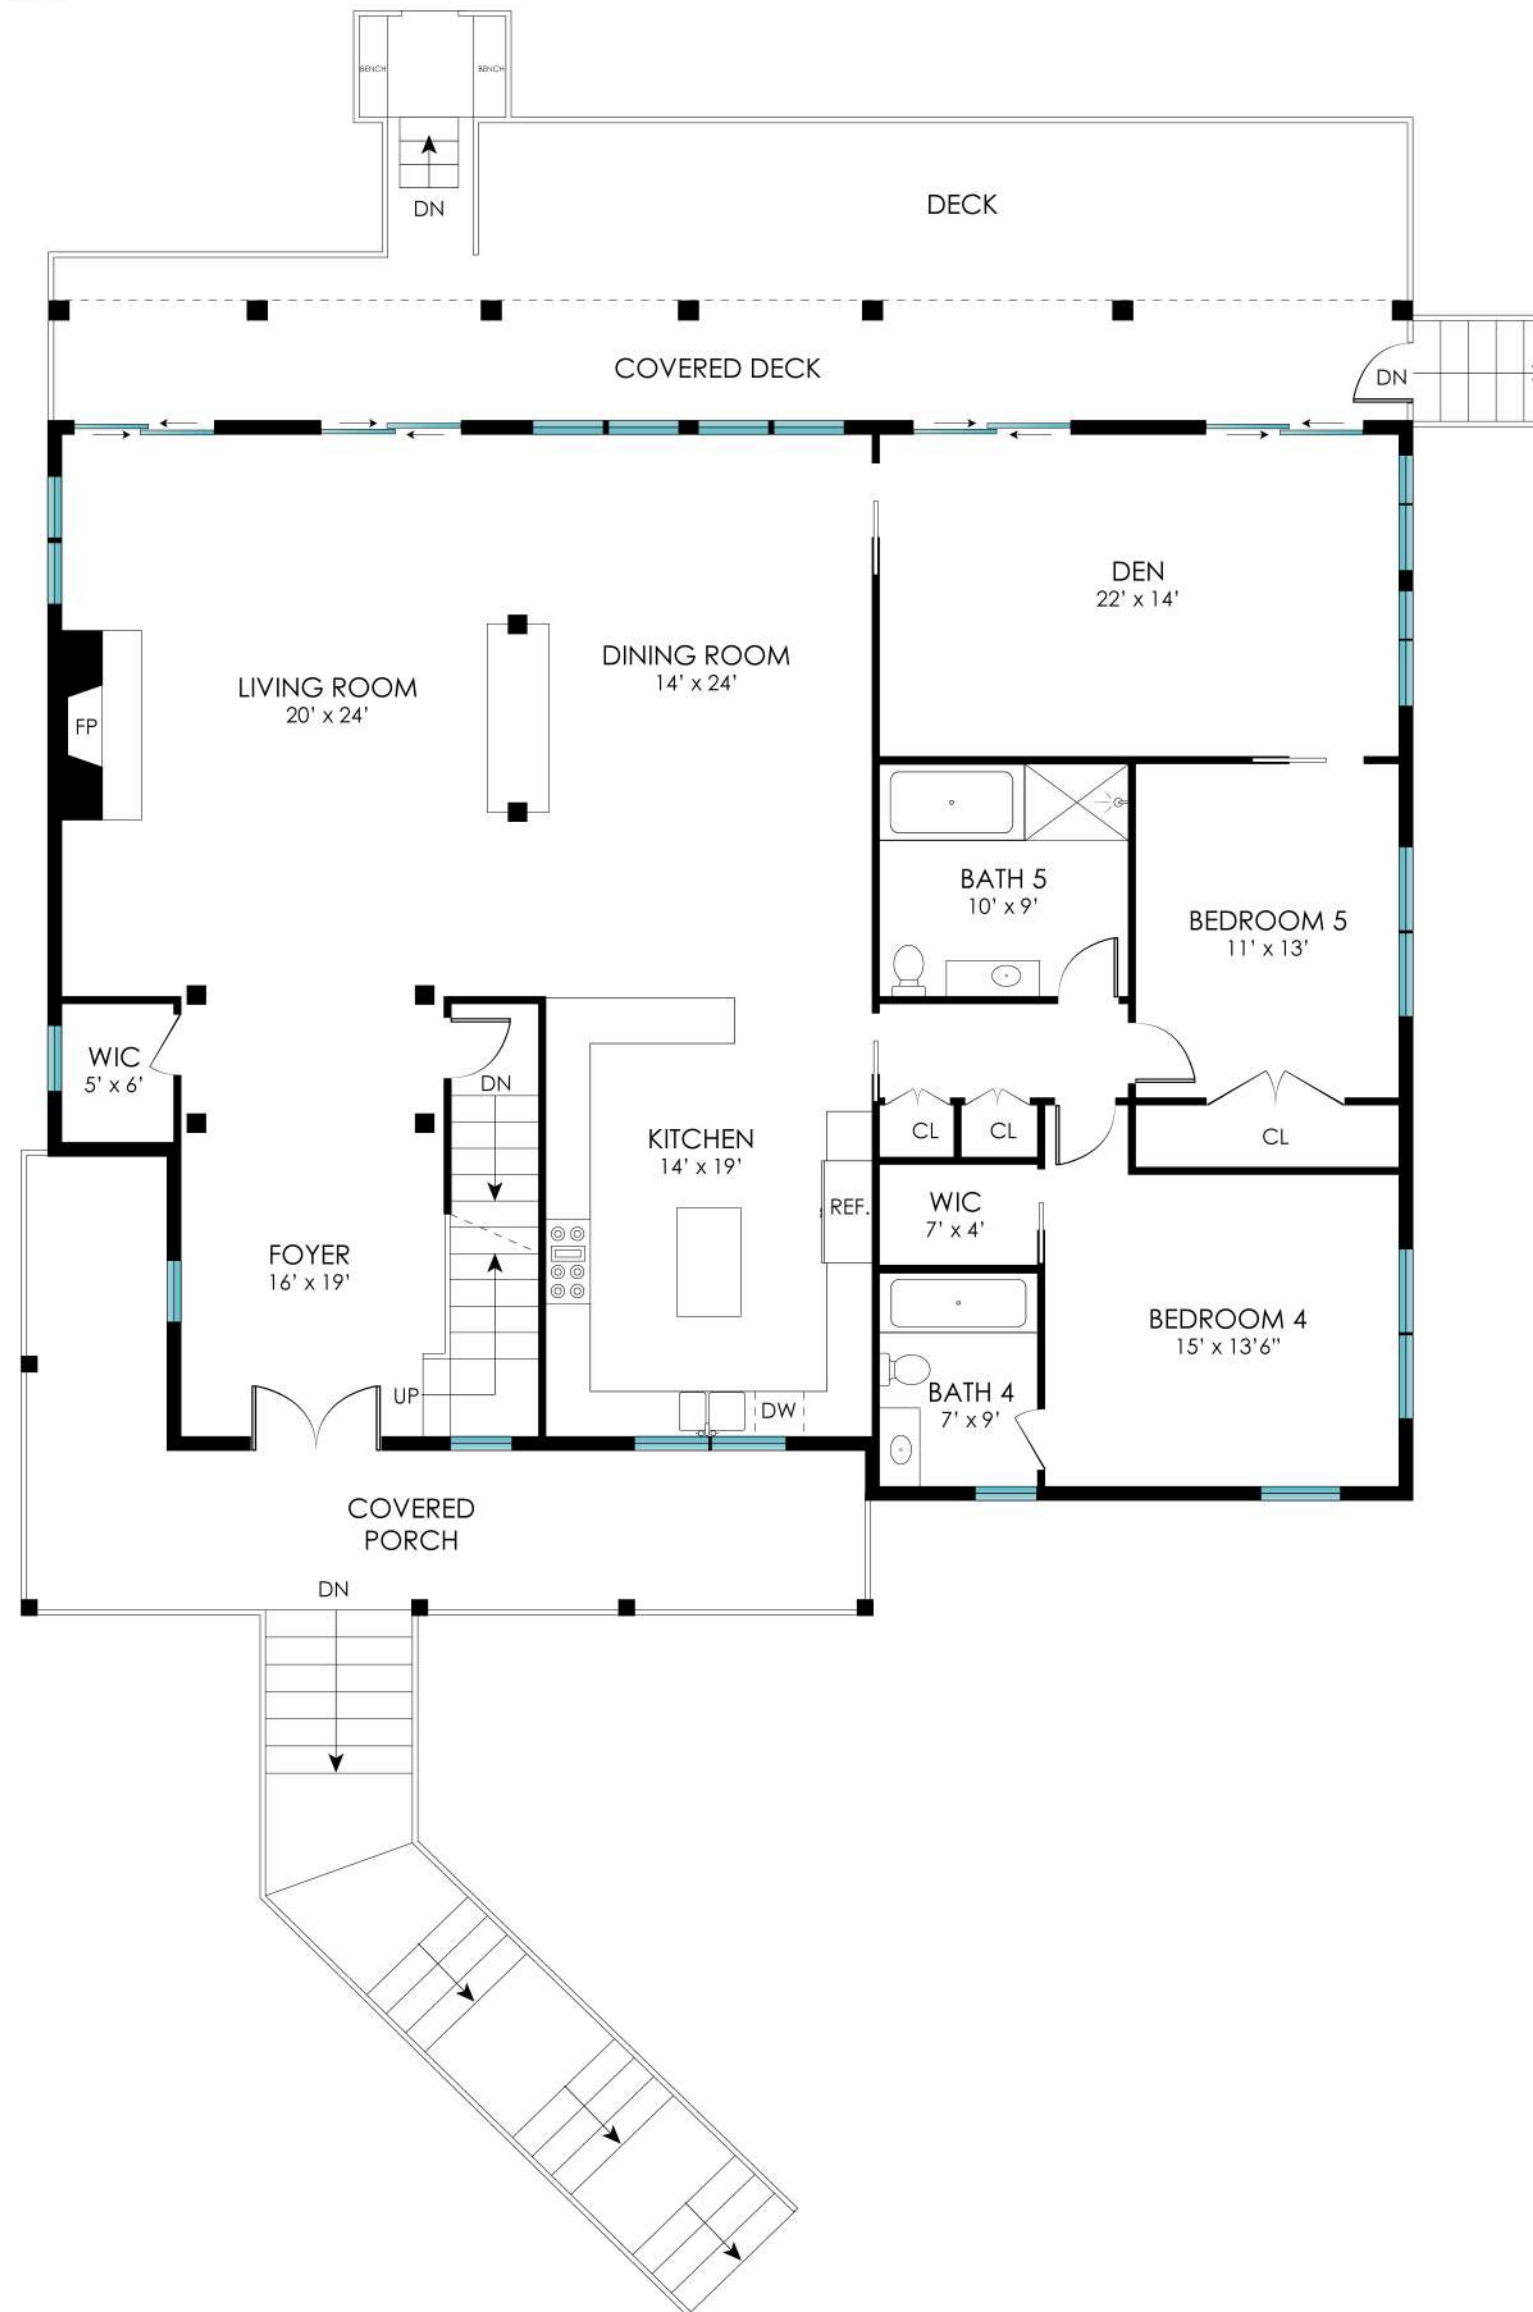 BENCH
BENCH
DN
DECK
COVERED DECK
DN
DEN
22' x 14'
DINING ROOM
14' x 24'
LIVING ROOM
20' x 24'
FP
BATH 5
10' x 9'
BEDROOM 5
11' x 13'
WIC
5' x 6'
DN
KITCHEN
14' x 19'
CL
CL
CL
REF.
WIC
7' x 4'
FOYER
16' x 19'
BEDROOM 4
15' x 13'6"
UP
DW
BATH 4
7' x 9'
COVERED
PORCH
DN